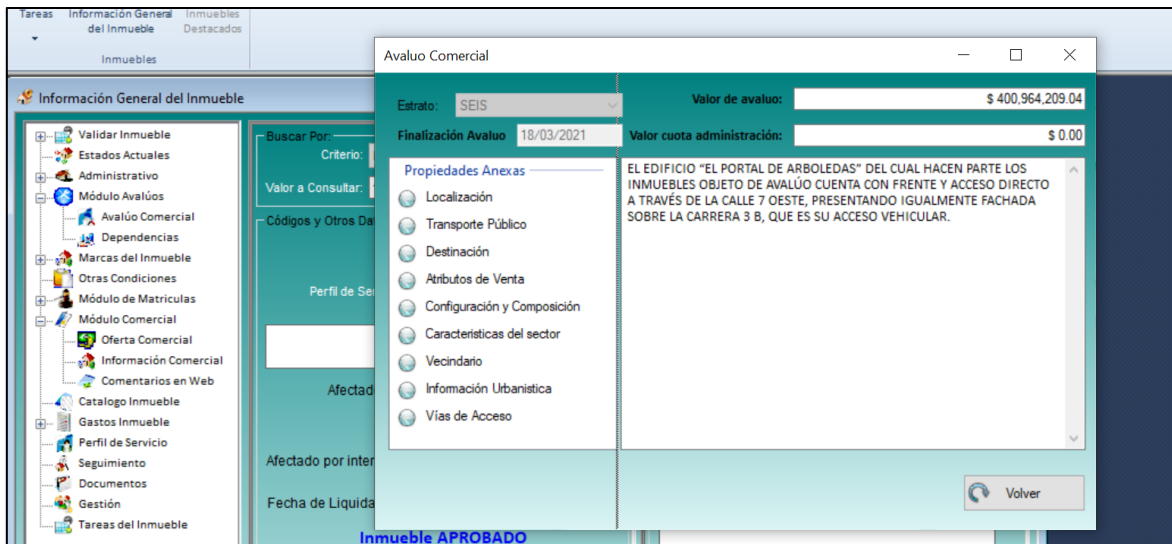 Tareas
Información General
del Inmueble
Inmuebles
Destacados
Inmuebles
Información General del Inmueble
Validar Inmueble
Estados Actuales
Administrativo
Módulo Avalúos
Avalúo Comercial
Dependencias
Marcas del Inmueble
Otras Condiciones
Módulo de Matriculas
Módulo Comercial
Oferta Comercial
Información Comercial
Comentarios en Web
Catalogo Inmueble
Gastos Inmueble
Perfil de Servicio
Seguimiento
Documentos
Gestión
Tareas del Inmueble
Buscar Por:
Criterio:
Valor a Consultar:
Códigos y Otros Da
Perfil de Se
Afectad
Afectado por inter
Fecha de Liquida
Inmueble APROBADO
Avaluo Comercial
Estrato: SEIS
Finalización Avaluo 18/03/2021
Valor de avaluo: $ 400,964,209.04
Valor cuota administración: $ 0.00
Propiedades Anexas
Localización
Transporte Público
Destinación
Atributos de Venta
Configuración y Composición
Caracteristicas del sector
Vecindario
Información Urbanistica
Vías de Acceso
EL EDIFICIO “EL PORTAL DE ARBOLEDAS” DEL CUAL HACEN PARTE LOS
INMUEBLES OBJETO DE AVALÚO CUENTA CON FRENTE Y ACCESO DIRECTO
A TRAVÉS DE LA CALLE 7 OESTE, PRESENTANDO IGUALMENTE FACHADA
SOBRE LA CARRERA 3 B, QUE ES SU ACCESO VEHICULAR.
Volver